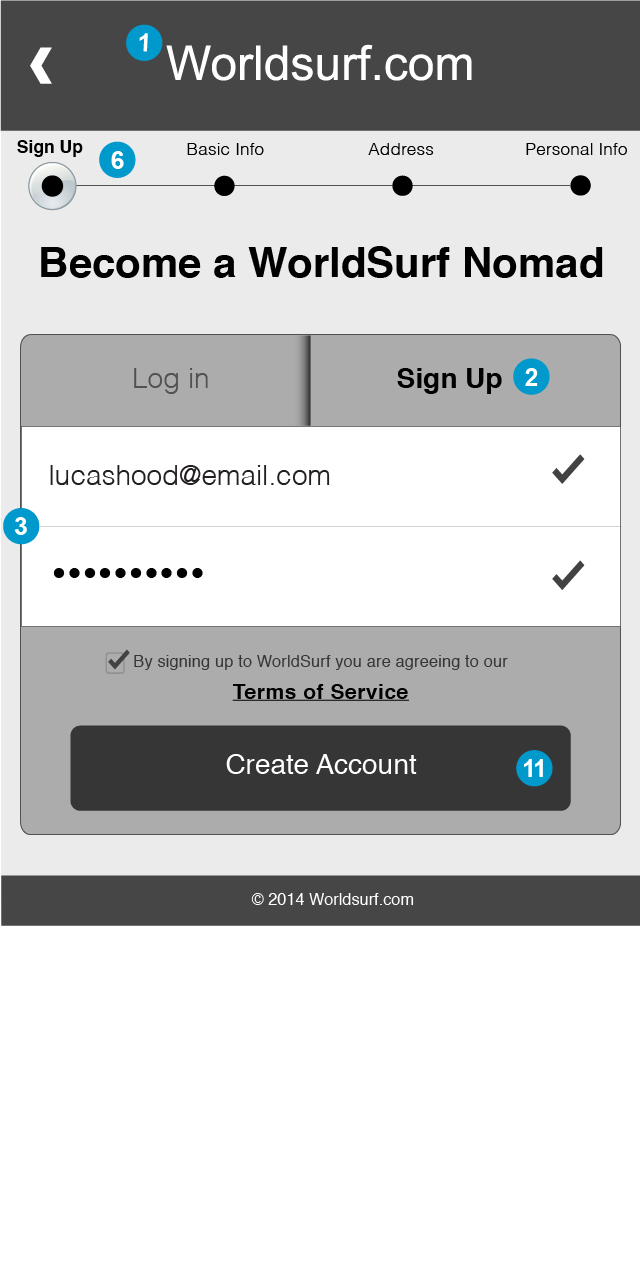 1 Worldsurf.com
Sign Up 6 Basic Info Address Personal Info
Become a WorldSurf Nomad
Log in Sign Up 2
lucashood@email.com
3
••••••••••
By signing up to WorldSurf you are agreeing to our
Terms of Service
Create Account 11
© 2014 Worldsurf.com